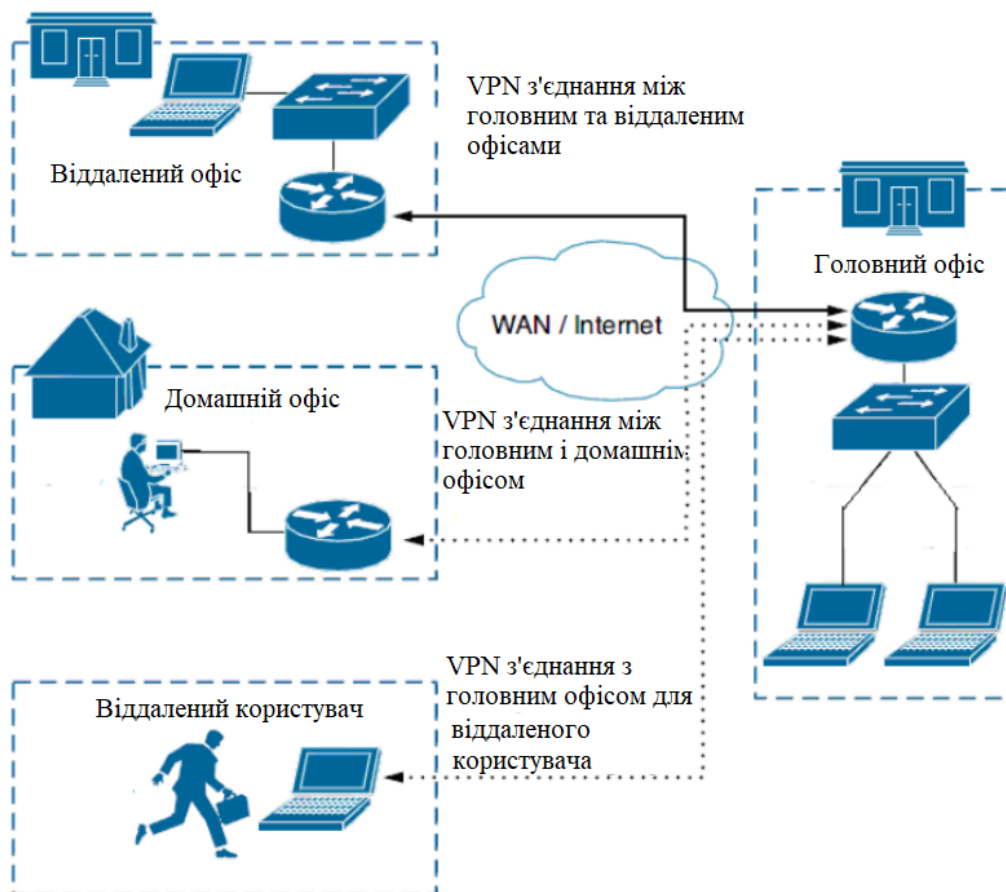 VPN з'єднання між
головним та віддаленим
офісами
Віддалений офіс
Головний офіс
WAN / Internet
Домашній офіс
VPN з'єднання між
головним і домашнім
офісом
VPN з'єднання з
головним офісом для
віддаленого
користувача
Віддалений користувач